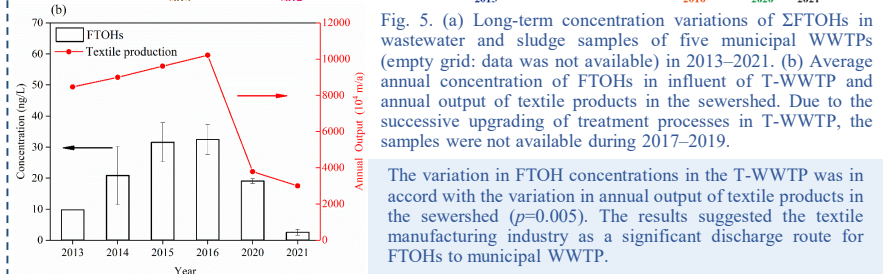 (b)
2013
2016
2020
2021
70
60
50
40
30
20
10
0
Concentration (ng/L)
FTOHs
Textile production
12000
10000
8000
6000
4000
2000
0
Annual Output (10⁴ m/a)
2013 2014 2015 2016 2020 2021
Year
Fig. 5. (a) Long-term concentration variations of ΣFTOHs in
wastewater and sludge samples of five municipal WWTPs
(empty grid: data was not available) in 2013–2021. (b) Average
annual concentration of FTOHs in influent of T-WWTP and
annual output of textile products in the sewershed. Due to the
successive upgrading of treatment processes in T-WWTP, the
samples were not available during 2017–2019.
The variation in FTOH concentrations in the T-WWTP was in
accord with the variation in annual output of textile products in
the sewershed (p=0.005). The results suggested the textile
manufacturing industry as a significant discharge route for
FTOHs to municipal WWTP.